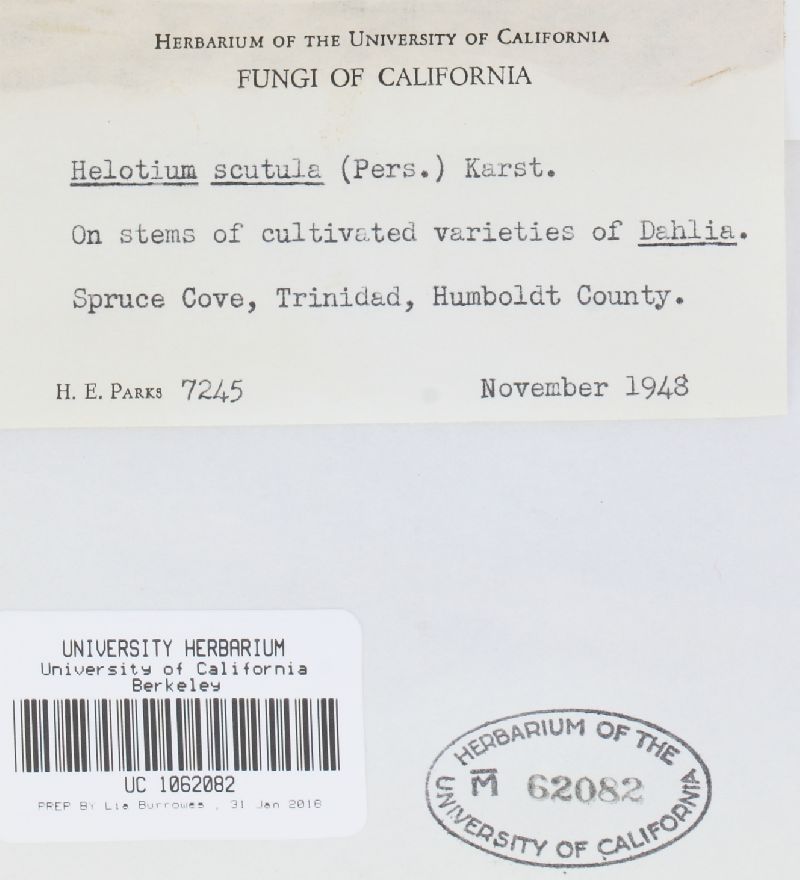 HERBARIUM OF THE UNIVERSITY OF CALIFORNIA
FUNGI OF CALIFORNIA
Helotium scutula (Pers.) Karst.
On stems of cultivated varieties of Dahlia.
Spruce Cove, Trinidad, Humboldt County.
H. E. PARKS 7245 November 1948
UNIVERSITY HERBARIUM
University of California
Berkeley
UC 1062082
PREP BY Lia Burrowes , 31 Jan 2018
HERBARIUM OF THE
M 62082
UNIVERSITY OF CALIFORNIA